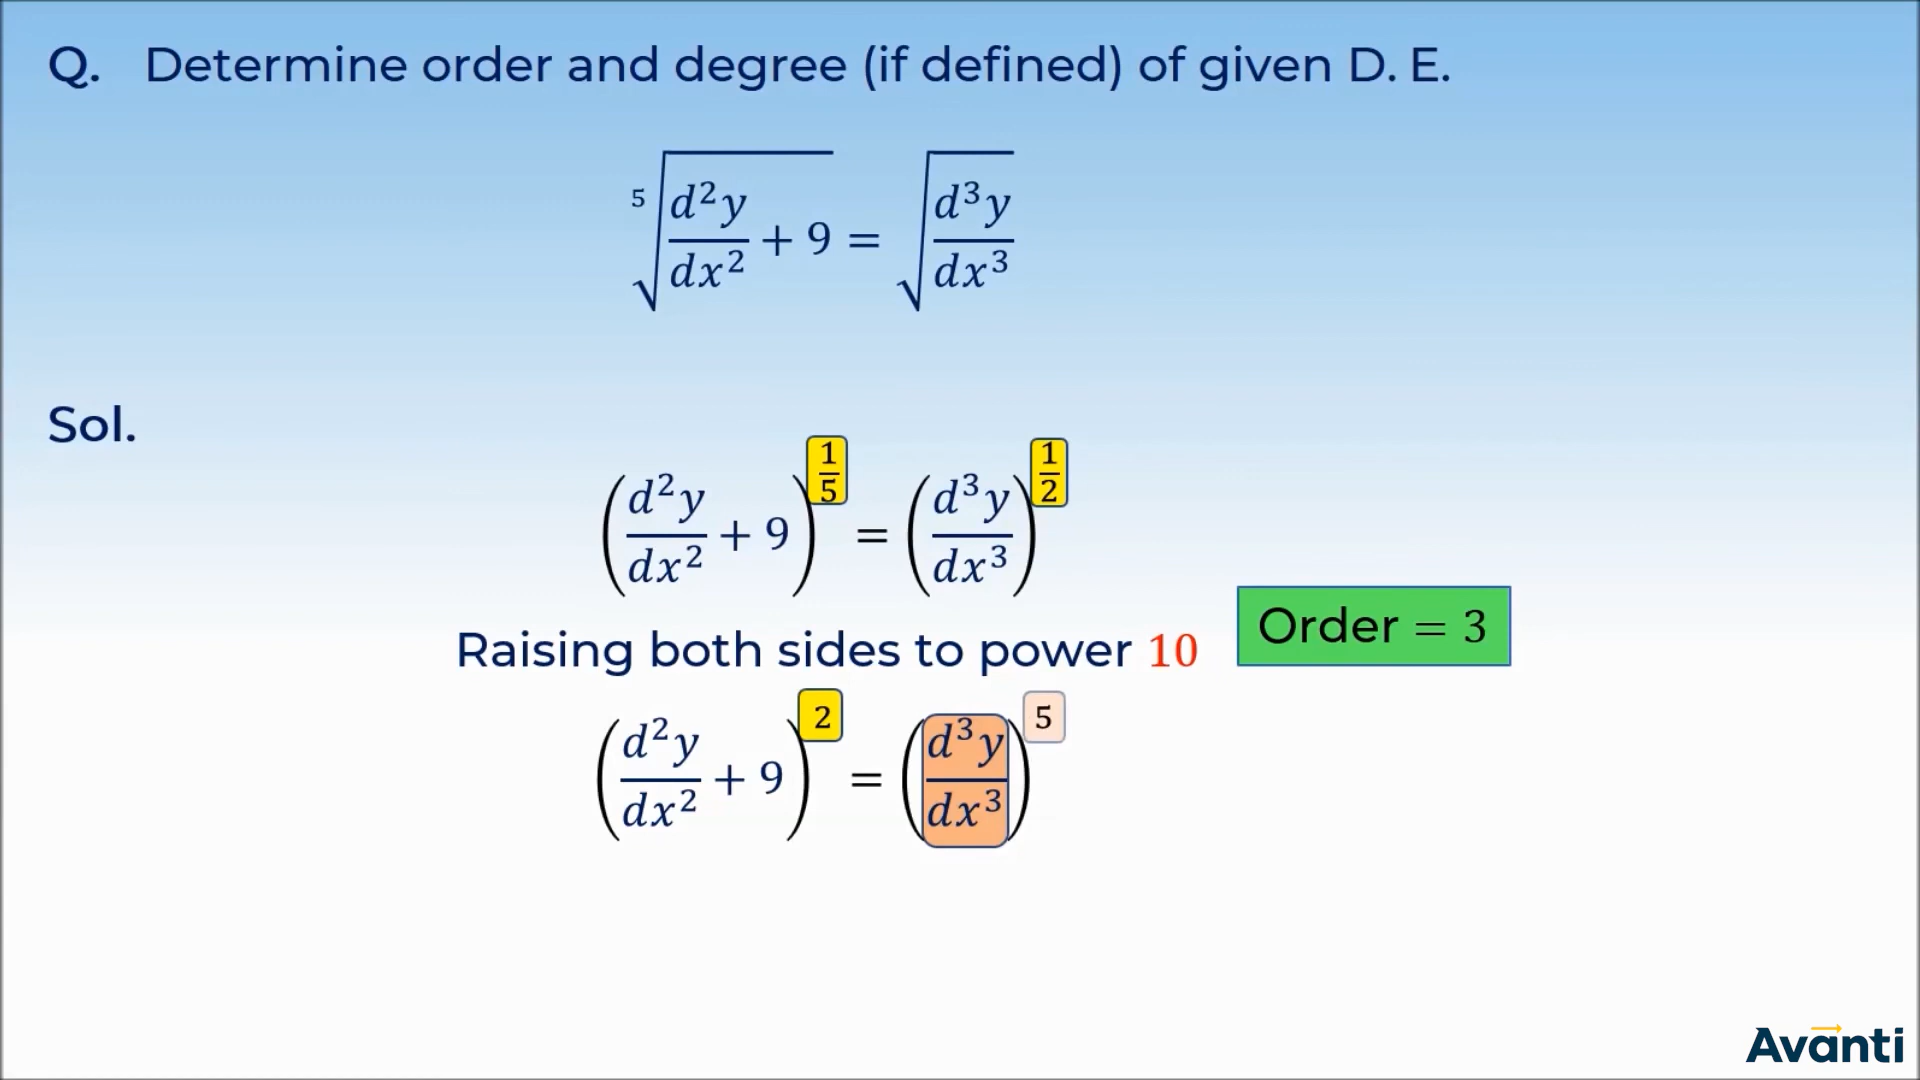 Q. Determine order and degree (if defined) of given D. E.
⁵√(d²y/dx² + 9) = √(d³y/dx³)
Sol.
(d²y/dx² + 9)^(1/5) = (d³y/dx³)^(1/2)
Order = 3
Raising both sides to power 10
(d²y/dx² + 9)^2 = (d³y/dx³)^5
Avanti